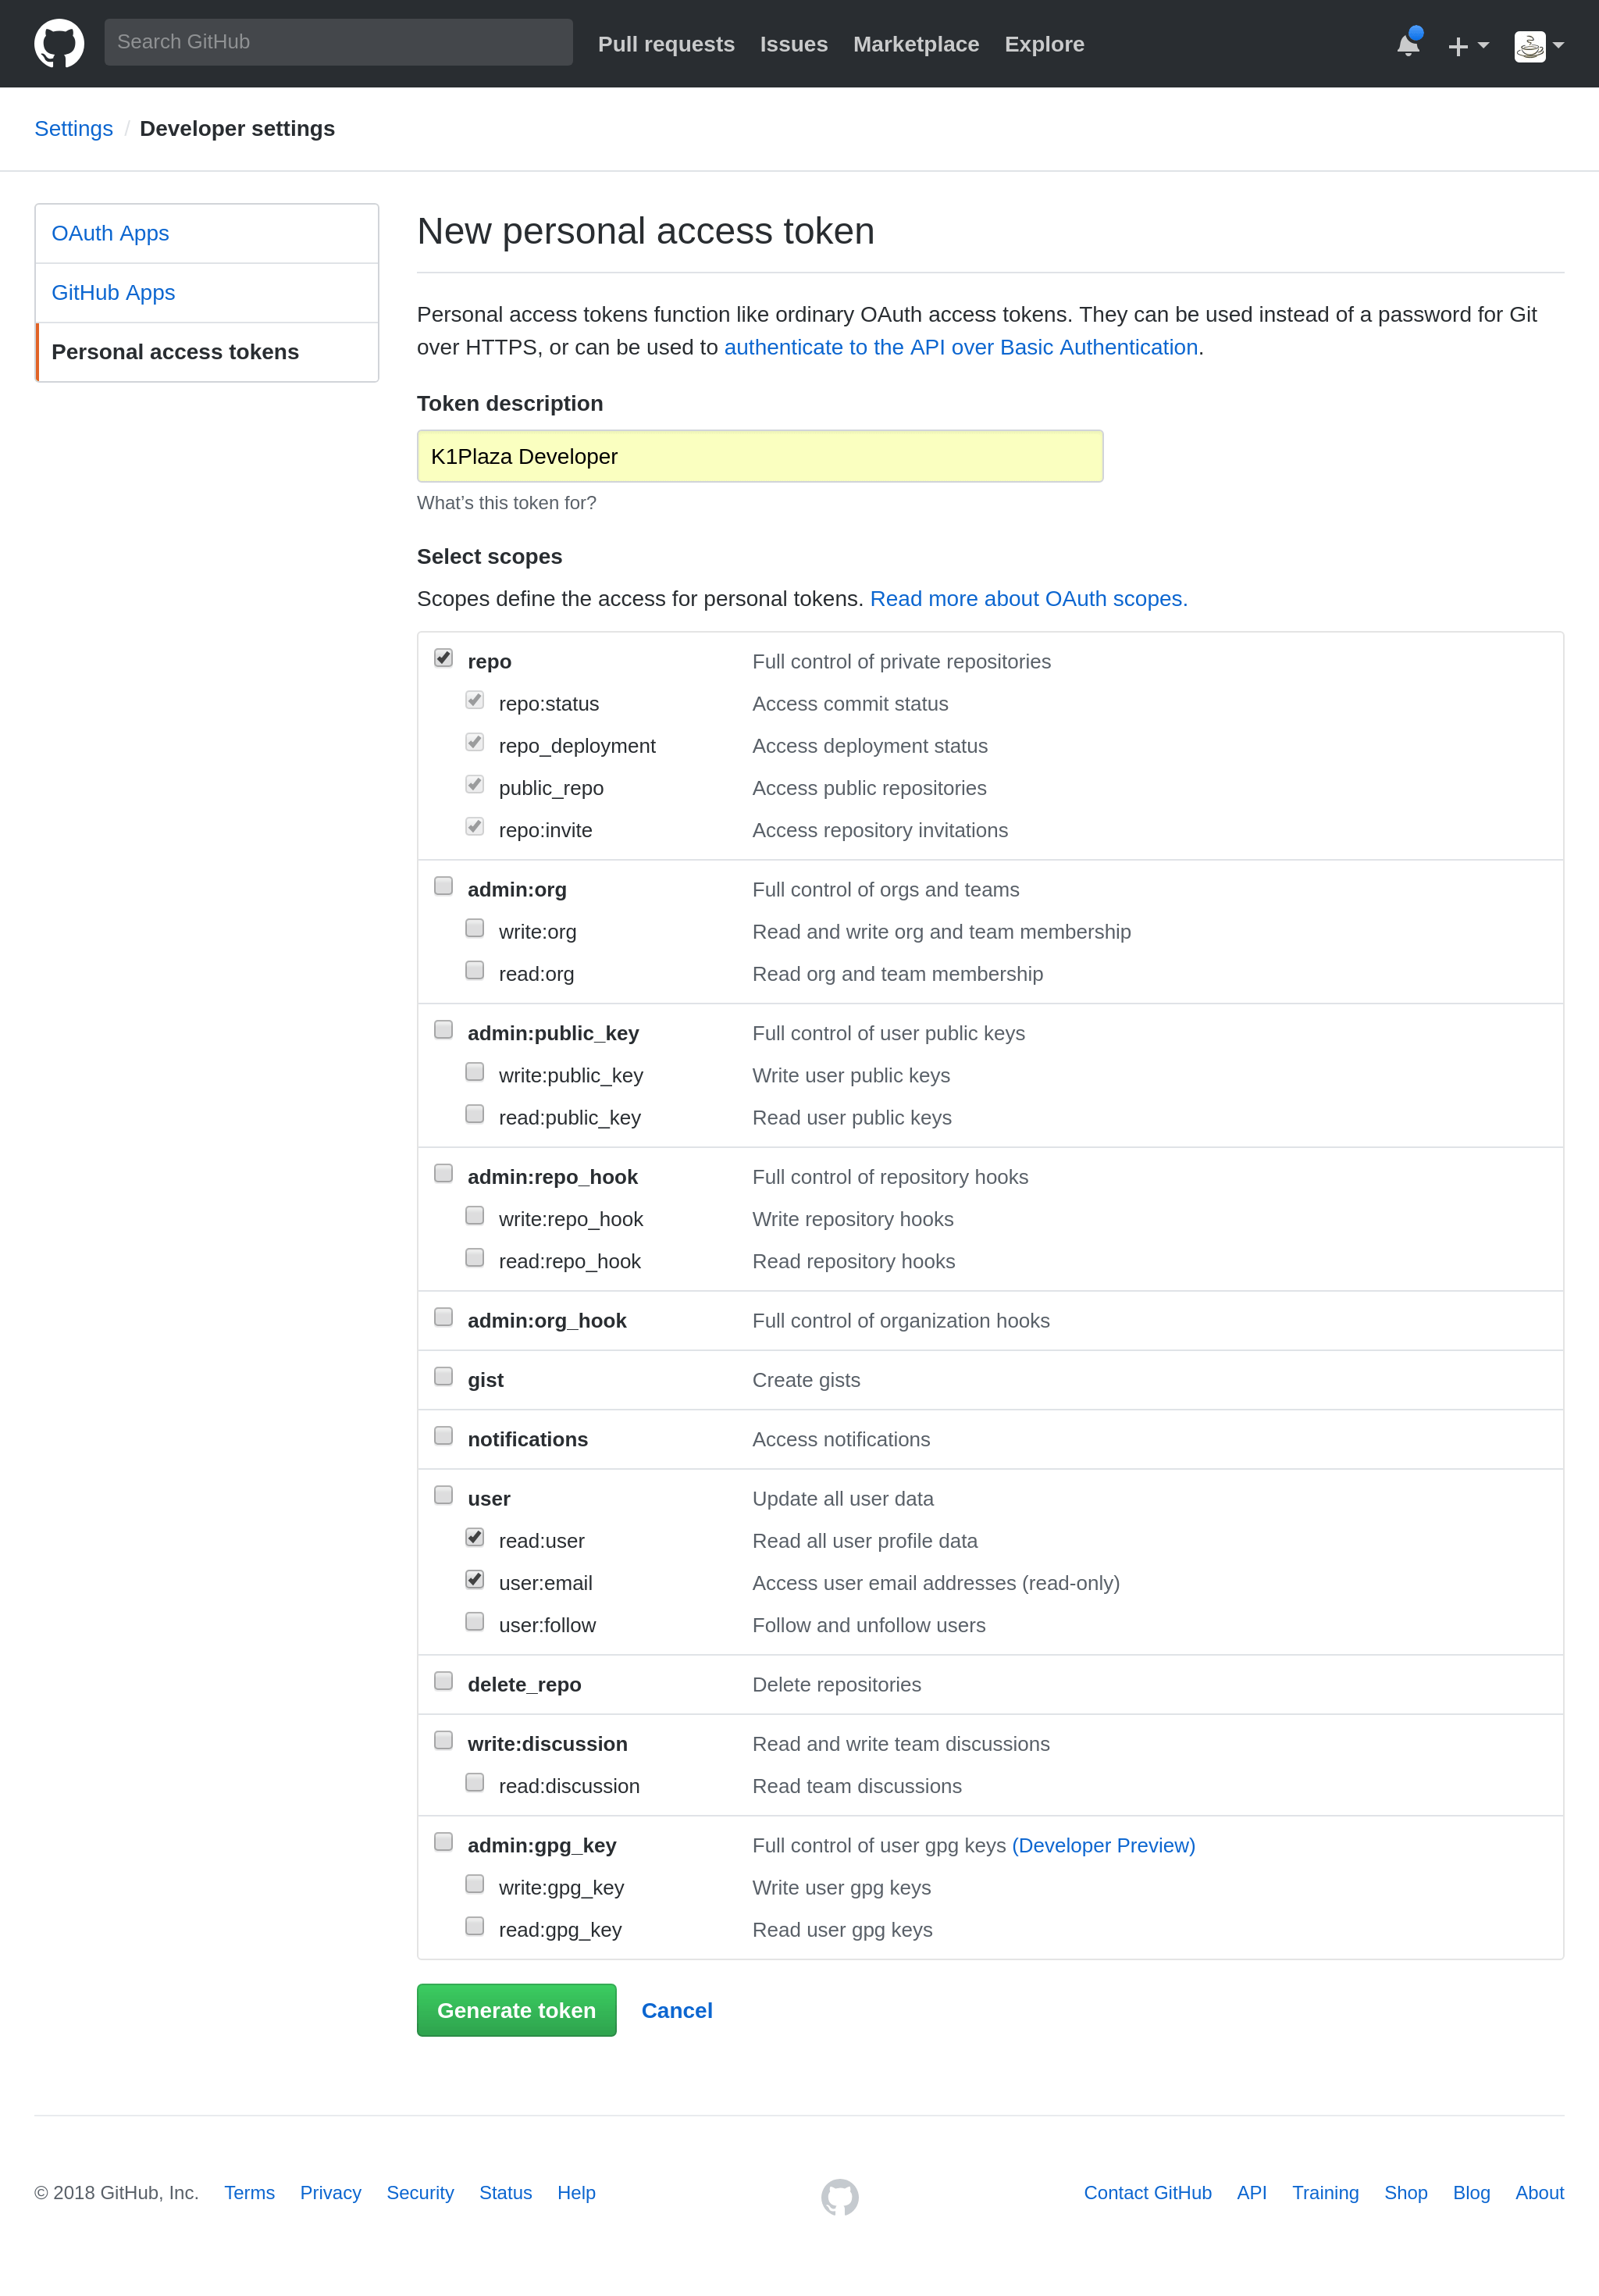 Search GitHub
Pull requests Issues Marketplace Explore
Settings / Developer settings
OAuth Apps
GitHub Apps
Personal access tokens
New personal access token
Personal access tokens function like ordinary OAuth access tokens. They can be used instead of a password for Git
over HTTPS, or can be used to authenticate to the API over Basic Authentication.
Token description
K1Plaza Developer
What’s this token for?
Select scopes
Scopes define the access for personal tokens. Read more about OAuth scopes.
repo Full control of private repositories
repo:status Access commit status
repo_deployment Access deployment status
public_repo Access public repositories
repo:invite Access repository invitations
admin:org Full control of orgs and teams
write:org Read and write org and team membership
read:org Read org and team membership
admin:public_key Full control of user public keys
write:public_key Write user public keys
read:public_key Read user public keys
admin:repo_hook Full control of repository hooks
write:repo_hook Write repository hooks
read:repo_hook Read repository hooks
admin:org_hook Full control of organization hooks
gist Create gists
notifications Access notifications
user Update all user data
read:user Read all user profile data
user:email Access user email addresses (read-only)
user:follow Follow and unfollow users
delete_repo Delete repositories
write:discussion Read and write team discussions
read:discussion Read team discussions
admin:gpg_key Full control of user gpg keys (Developer Preview)
write:gpg_key Write user gpg keys
read:gpg_key Read user gpg keys
Generate token Cancel
© 2018 GitHub, Inc. Terms Privacy Security Status Help Contact GitHub API Training Shop Blog About